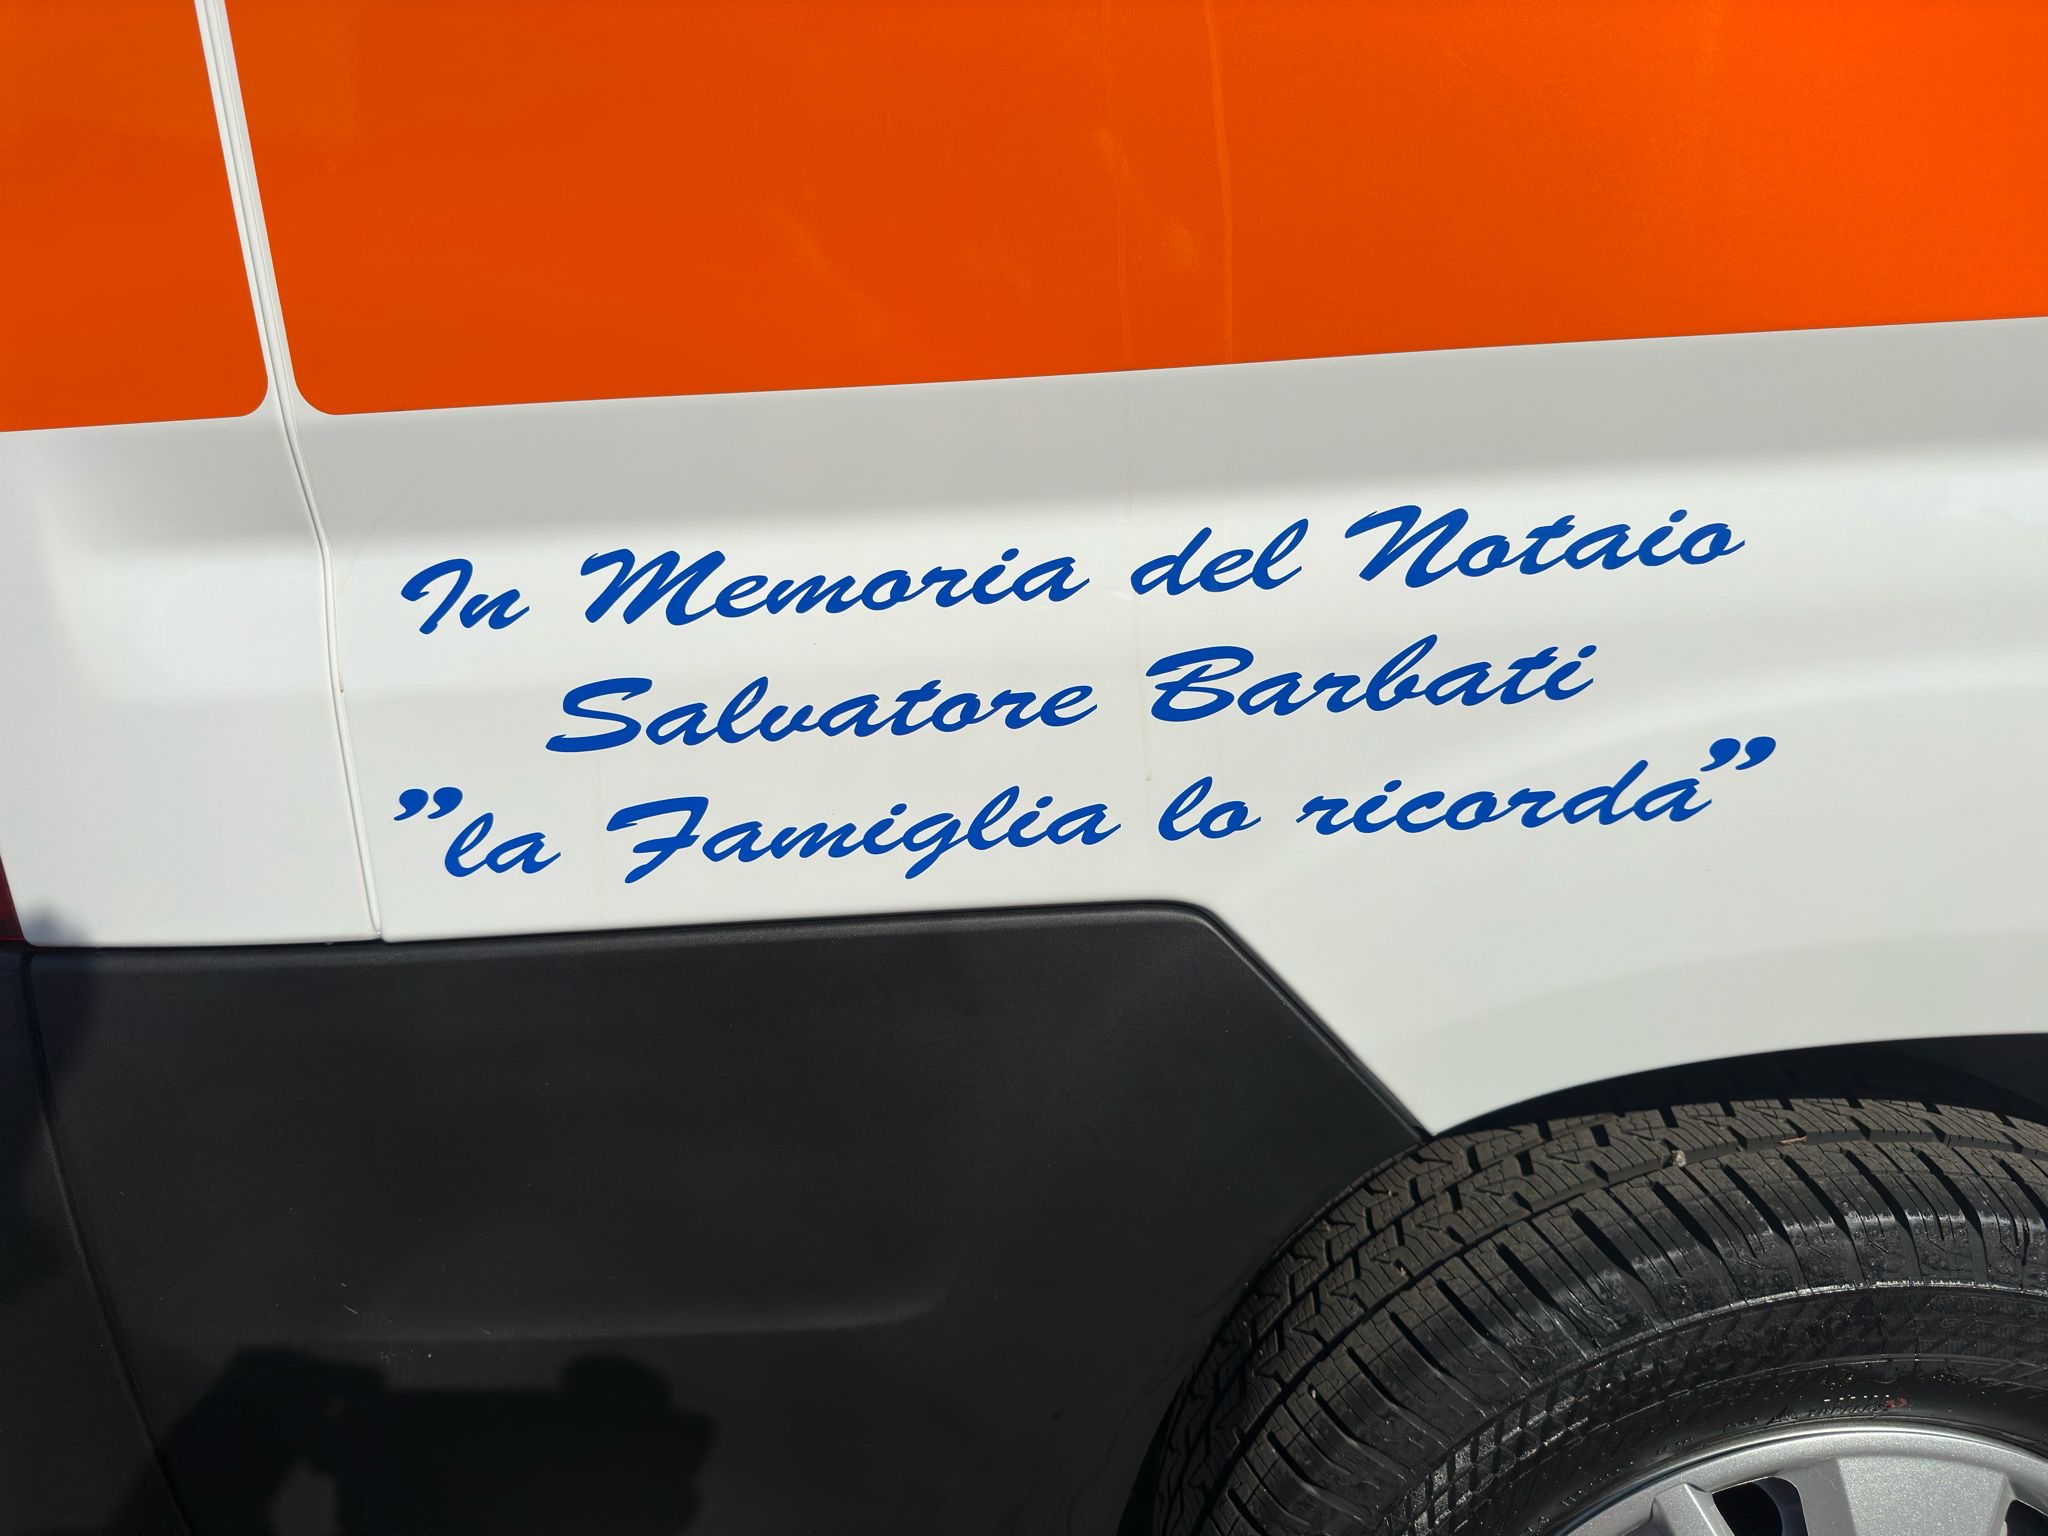 In Memoria del Notaio
Salvatore Barbati
”la Famiglia lo ricorda”